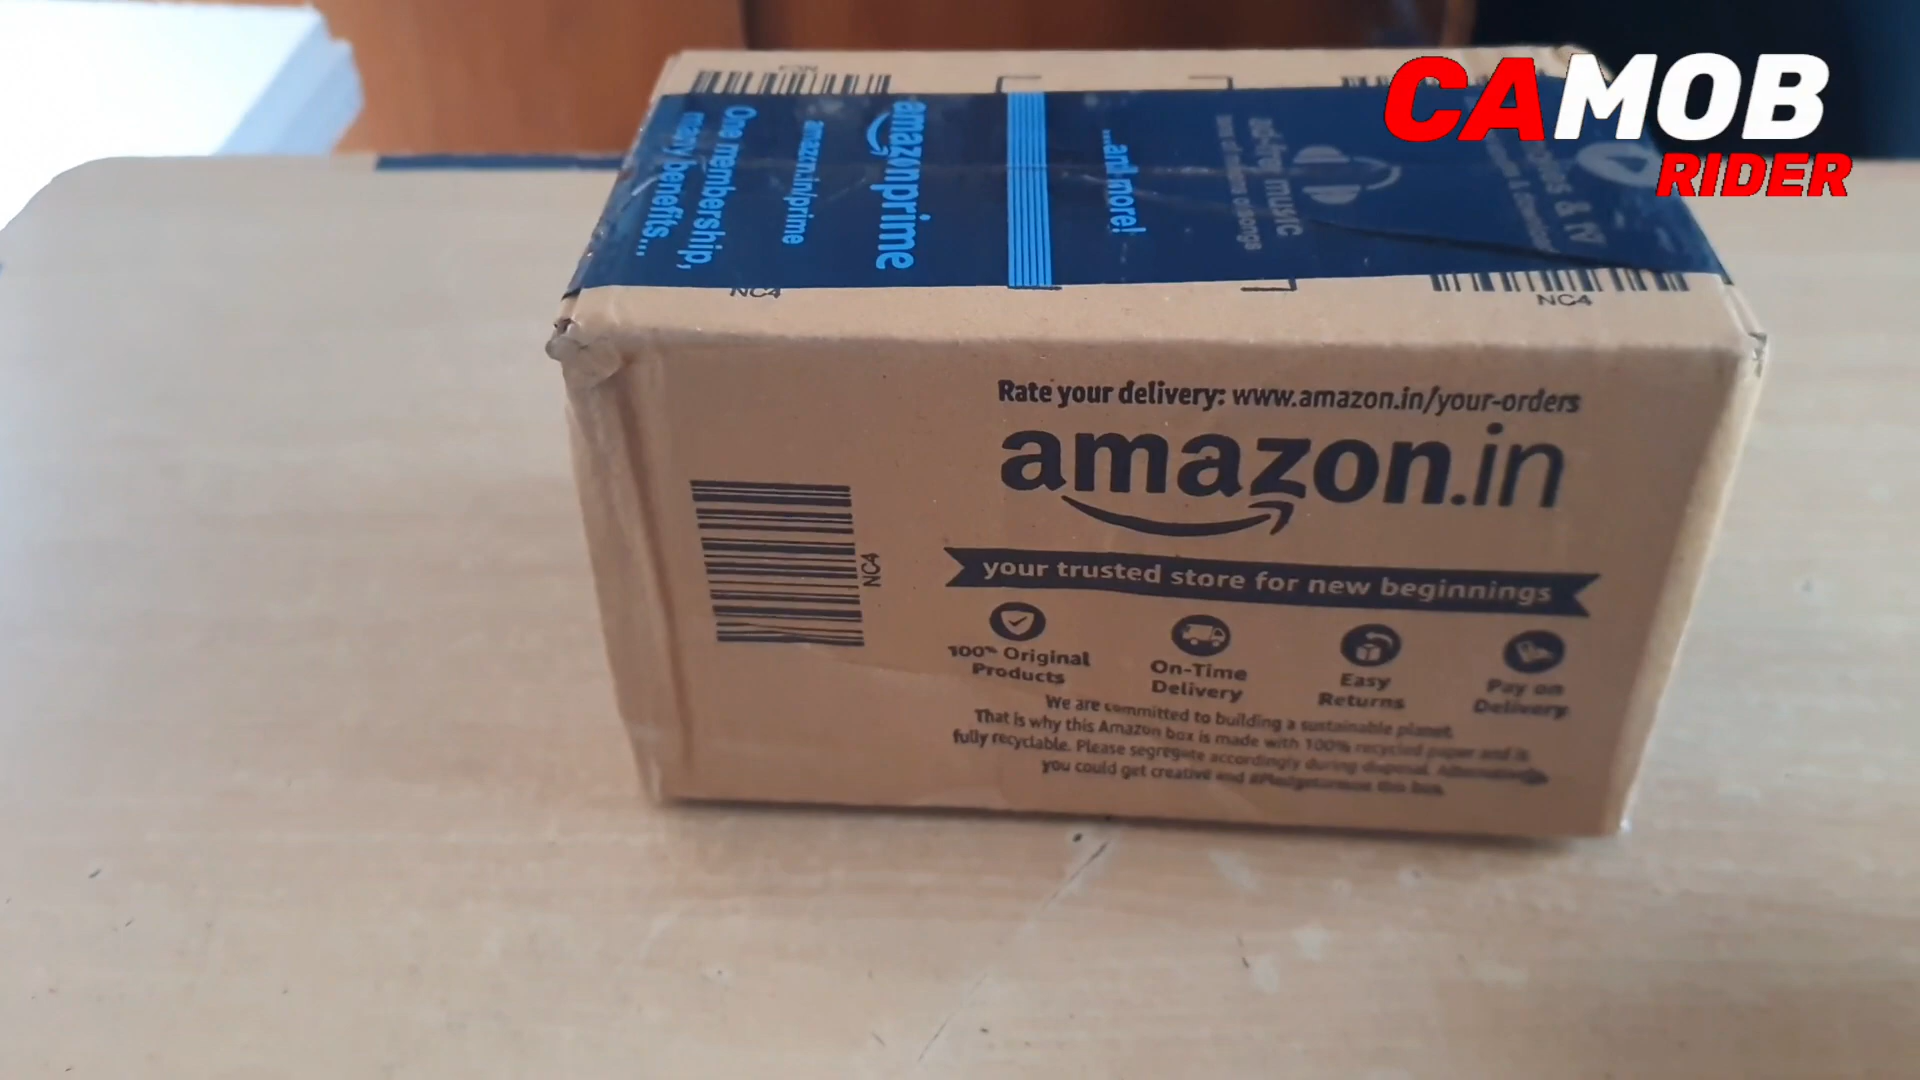 CAMOB
RIDER
NC4
One membership,
many benefits...
amazon.in/prime
amazonprime
...and more!
ad-free music
NC4
NC4
Rate your delivery: www.amazon.in/your-orders
amazon.in
your trusted store for new beginnings
100% Original
Products
On-Time
Delivery
Easy
Returns
Pay on
Delivery
NC4
We are committed to building a sustainable planet.
That is why this Amazon box is made with 100% recycled paper and is
fully recyclable. Please segregate accordingly during disposal.
you could get creative and this box